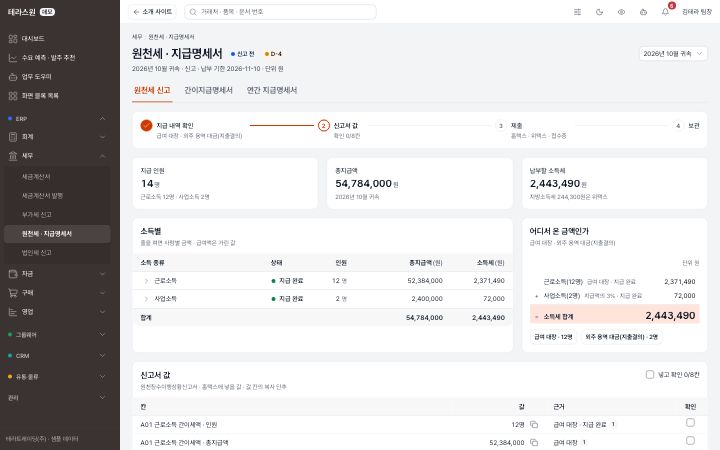 테라스원 데모
← 소개 사이트
거래처 · 품목 · 문서 번호
6
김테라 팀장
대시보드
수요 예측 · 발주 추천
업무 도우미
화면 블록 목록
ERP
회계
세무
세금계산서
세금계산서 발행
부가세 신고
원천세 · 지급명세서
법인세 신고
자금
구매
영업
그룹웨어
CRM
유통·물류
관리
테라트레이딩(주) · 샘플 데이터
세무 › 원천세 · 지급명세서
원천세 · 지급명세서 신고 전 D-4
2026년 10월 귀속 · 신고 · 납부 기한 2026-11-10 · 단위 원
2026년 10월 귀속
원천세 신고 간이지급명세서 연간 지급명세서
지급 내역 확인
급여 대장 · 외주 용역 대금(지출결의)
2 신고서 값
확인 0/8칸
3 제출
홈택스 · 위택스 · 접수증
4 보관
지급 인원
14명
근로소득 12명 · 사업소득 2명
총지급액
54,784,000원
2026년 10월 귀속
납부할 소득세
2,443,490원
지방소득세 244,300원은 위택스
소득별
줄을 펴면 사람별 금액 · 급여액은 가린 값
소득 종류 상태 인원 총지급액(원) 소득세(원)
근로소득 지급 완료 12 명 52,384,000 2,371,490
사업소득 지급 완료 2 명 2,400,000 72,000
합계 54,784,000 2,443,490
어디서 온 금액인가
급여 대장 · 외주 용역 대금(지출결의)
단위 원
근로소득(12명) 급여 대장 · 지급 완료 2,371,490
+ 사업소득(2명) 지급액의 3% · 지급 완료 72,000
= 소득세 합계 2,443,490
급여 대장 · 12명 외주 용역 대금(지출결의) · 2명
신고서 값
원천징수이행상황신고서 · 홈택스에 넣을 값 · 값 칸의 복사 단추
넣고 확인 0/8칸
칸 값 근거 확인
A01 근로소득 간이세액 · 인원 12명 급여 대장 · 지급 완료 1
A01 근로소득 간이세액 · 총지급액 52,384,000 급여 대장 1